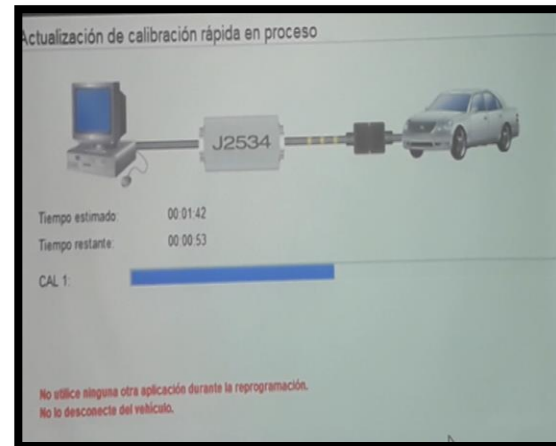 Actualización de calibración rápida en proceso
J2534
Tiempo estimado: 00:01:42
Tiempo restante: 00:00:53
CAL 1:
No utilice ninguna otra aplicación durante la reprogramación.
No lo desconecte del vehículo.